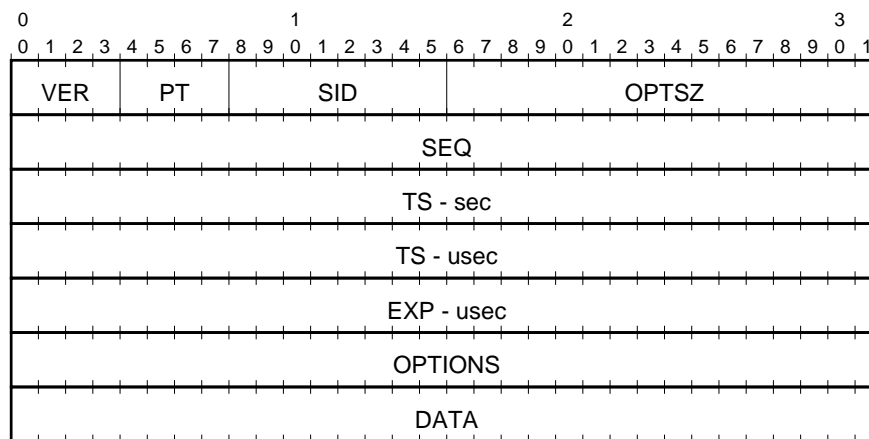 0 1 2 3
0 1 2 3 4 5 6 7 8 9 0 1 2 3 4 5 6 7 8 9 0 1 2 3 4 5 6 7 8 9 0 1
VER PT SID OPTSZ
SEQ
TS - sec
TS - usec
EXP - usec
OPTIONS
DATA